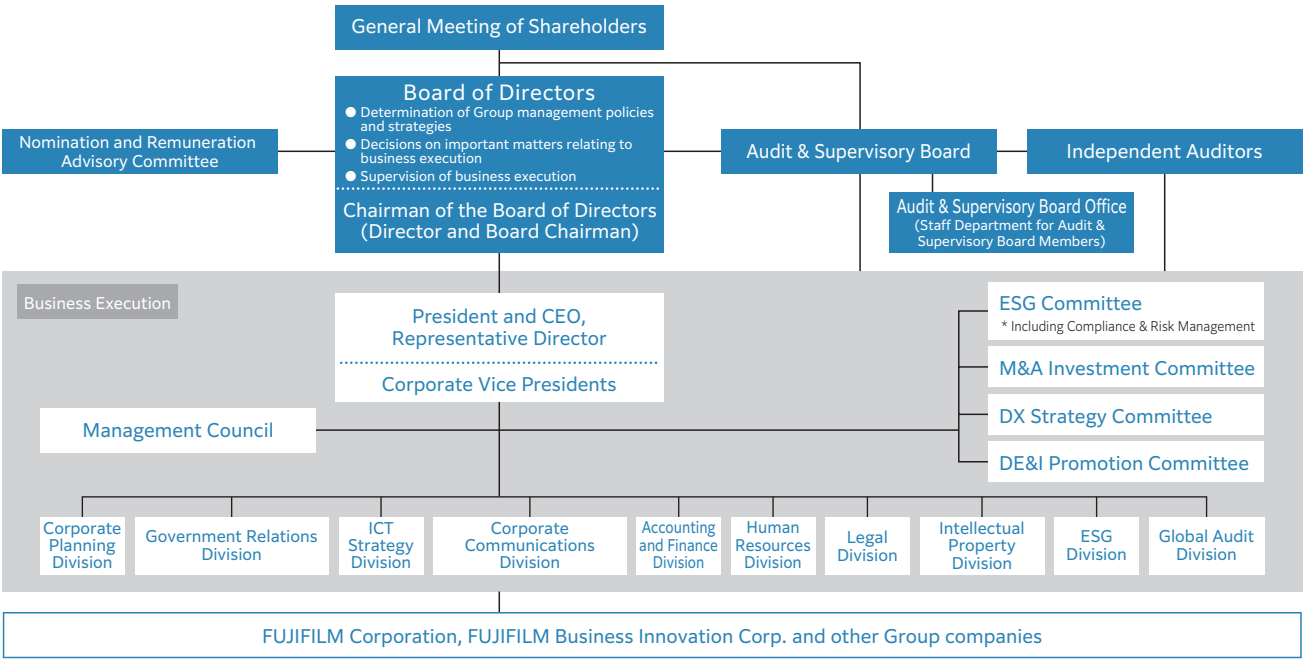 General Meeting of Shareholders
Board of Directors
● Determination of Group management policies
and strategies
● Decisions on important matters relating to
business execution
● Supervision of business execution
Chairman of the Board of Directors
(Director and Board Chairman)
Nomination and Remuneration
Advisory Committee
Audit & Supervisory Board
Independent Auditors
Audit & Supervisory Board Office
(Staff Department for Audit &
Supervisory Board Members)
Business Execution
President and CEO,
Representative Director
Corporate Vice Presidents
ESG Committee
* Including Compliance & Risk Management
M&A Investment Committee
DX Strategy Committee
DE&I Promotion Committee
Management Council
Corporate
Planning
Division
Government Relations
Division
ICT
Strategy
Division
Corporate
Communications
Division
Accounting
and Finance
Division
Human
Resources
Division
Legal
Division
Intellectual
Property
Division
ESG
Division
Global Audit
Division
FUJIFILM Corporation, FUJIFILM Business Innovation Corp. and other Group companies